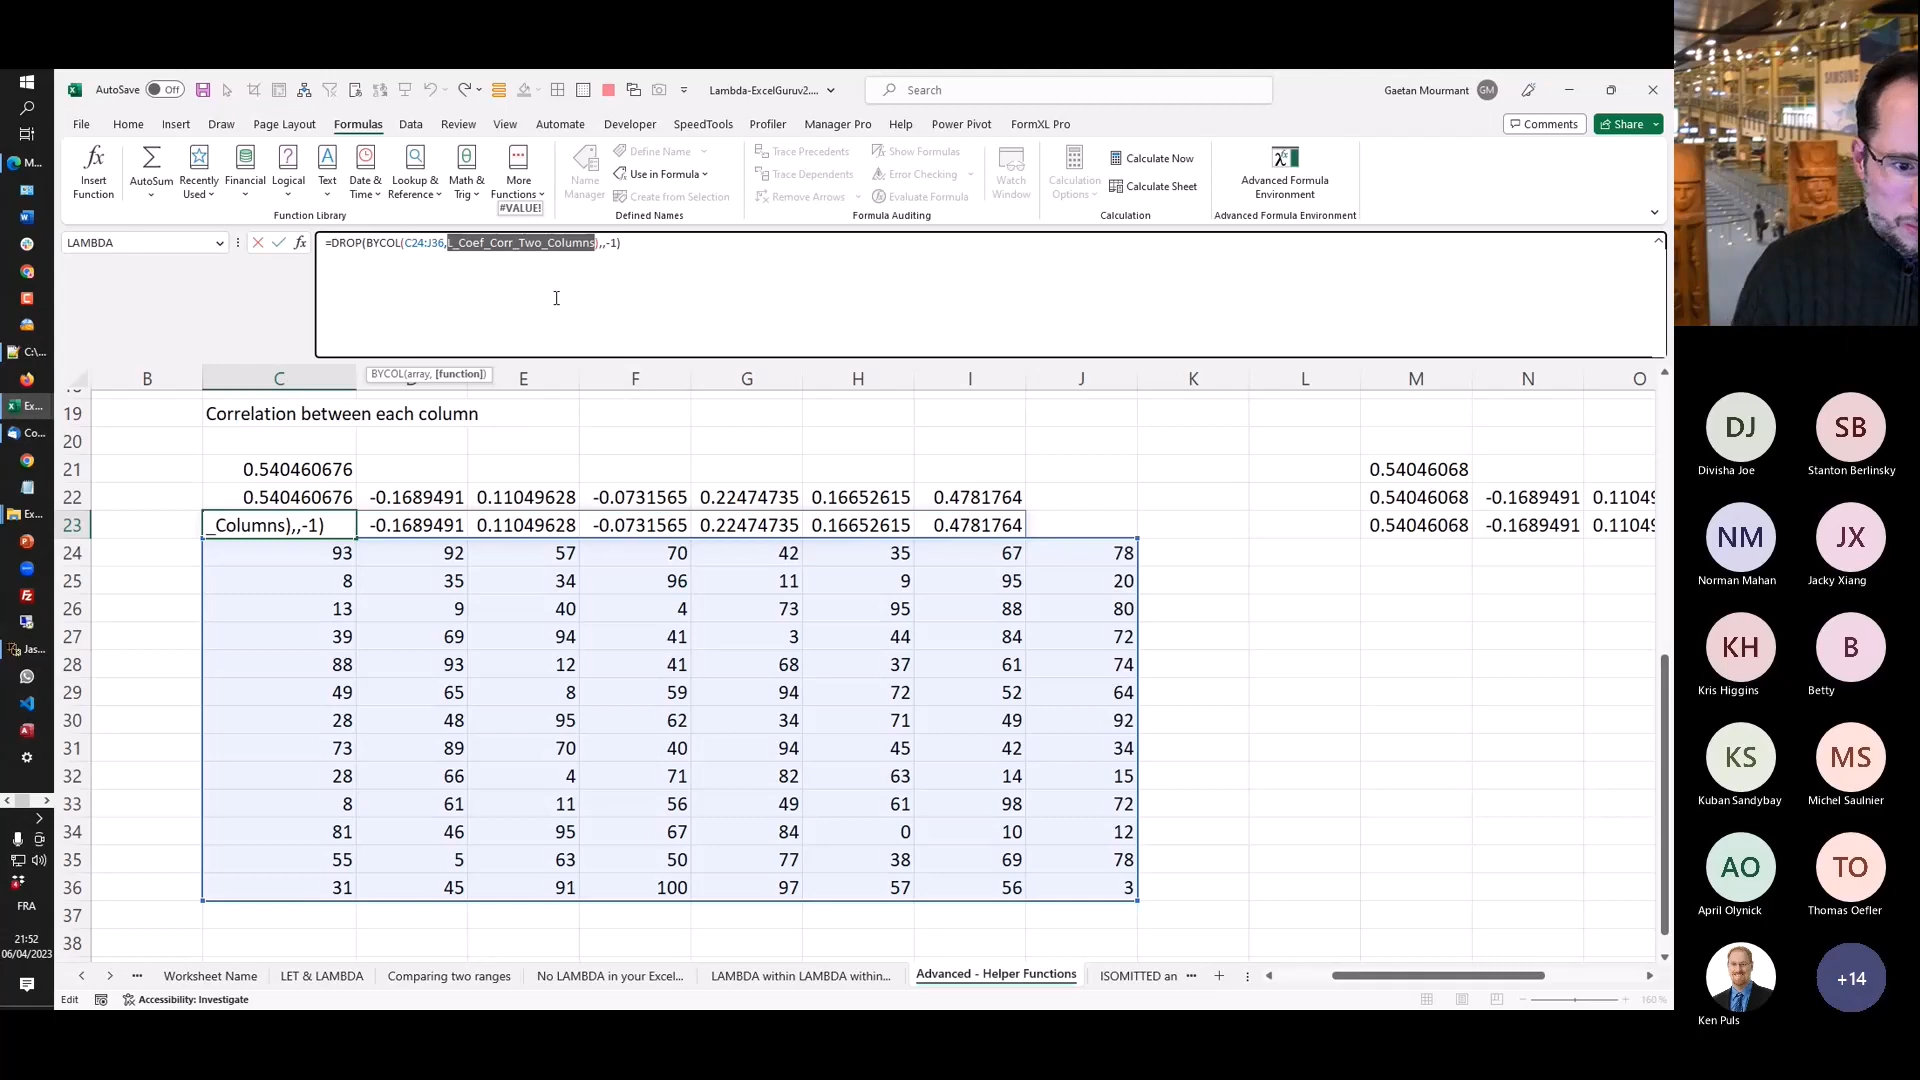 AutoSave Off Lambda-ExcelGuruv2.... Search Gaetan Mourmant GM
File Home Insert Draw Page Layout Formulas Data Review View Automate Developer SpeedTools Profiler Manager Pro Help Power Pivot FormXL Pro Comments Share
Insert Function
AutoSum
Recently Used
Financial
Logical
Text
Date & Time
Lookup & Reference
Math & Trig
More Functions
#VALUE!
Function Library
Name Manager
Define Name
Use in Formula
Create from Selection
Defined Names
Trace Precedents
Trace Dependents
Remove Arrows
Show Formulas
Error Checking
Evaluate Formula
Formula Auditing
Watch Window
Calculation Options
Calculate Now
Calculate Sheet
Calculation
Advanced Formula Environment
Advanced Formula Environment
LAMBDA fx =DROP(BYCOL(C24:J36,L_Coef_Corr_Two_Columns),,-1)
BYCOL(array, [function])
B C E F G H I J K L M N O
19 Correlation between each column
20
21 0.540460676 0.54046068
22 0.540460676 -0.1689491 0.11049628 -0.0731565 0.22474735 0.16652615 0.4781764 0.54046068 -0.1689491 0.1104
23 _Columns),,-1) -0.1689491 0.11049628 -0.0731565 0.22474735 0.16652615 0.4781764 0.54046068 -0.1689491 0.1104
24 93 92 57 70 42 35 67 78
25 8 35 34 96 11 9 95 20
26 13 9 40 4 73 95 88 80
27 39 69 94 41 3 44 84 72
28 88 93 12 41 68 37 61 74
29 49 65 8 59 94 72 52 64
30 28 48 95 62 34 71 49 92
31 73 89 70 40 94 45 42 34
32 28 66 4 71 82 63 14 15
33 8 61 11 56 49 61 98 72
34 81 46 95 67 84 0 10 12
35 55 5 63 50 77 38 69 78
36 31 45 91 100 97 57 56 3
37
38
... Worksheet Name LET & LAMBDA Comparing two ranges No LAMBDA in your Excel... LAMBDA within LAMBDA within... Advanced - Helper Functions ISOMITTED an ...
Edit Accessibility: Investigate 160 %
M...
C:\...
Ex...
Co...
Ex...
Jas...
FRA
21:52
06/04/2023
SAMSUNG
DJ SB
Divisha Joe Stanton Berlinsky
NM JX
Norman Mahan Jacky Xiang
KH B
Kris Higgins Betty
KS MS
Kuban Sandybay Michel Saulnier
AO TO
April Olynick Thomas Oefler
+14
Ken Puls